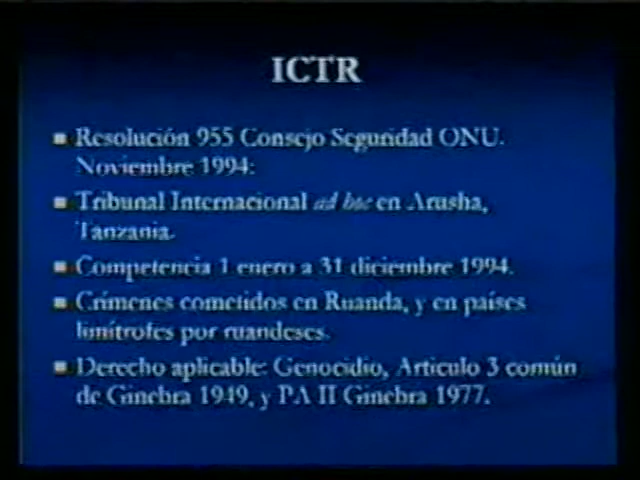 ICTR
Resolución 955 Consejo Seguridad ONU.
Noviembre 1994:
Tribunal Internacional ad hoc en Arusha,
Tanzania.
Competencia 1 enero a 31 diciembre 1994.
Crímenes cometidos en Ruanda, y en países
limítrofes por ruandeses.
Derecho aplicable: Genocidio, Artículo 3 común
de Ginebra 1949, y PA II Ginebra 1977.